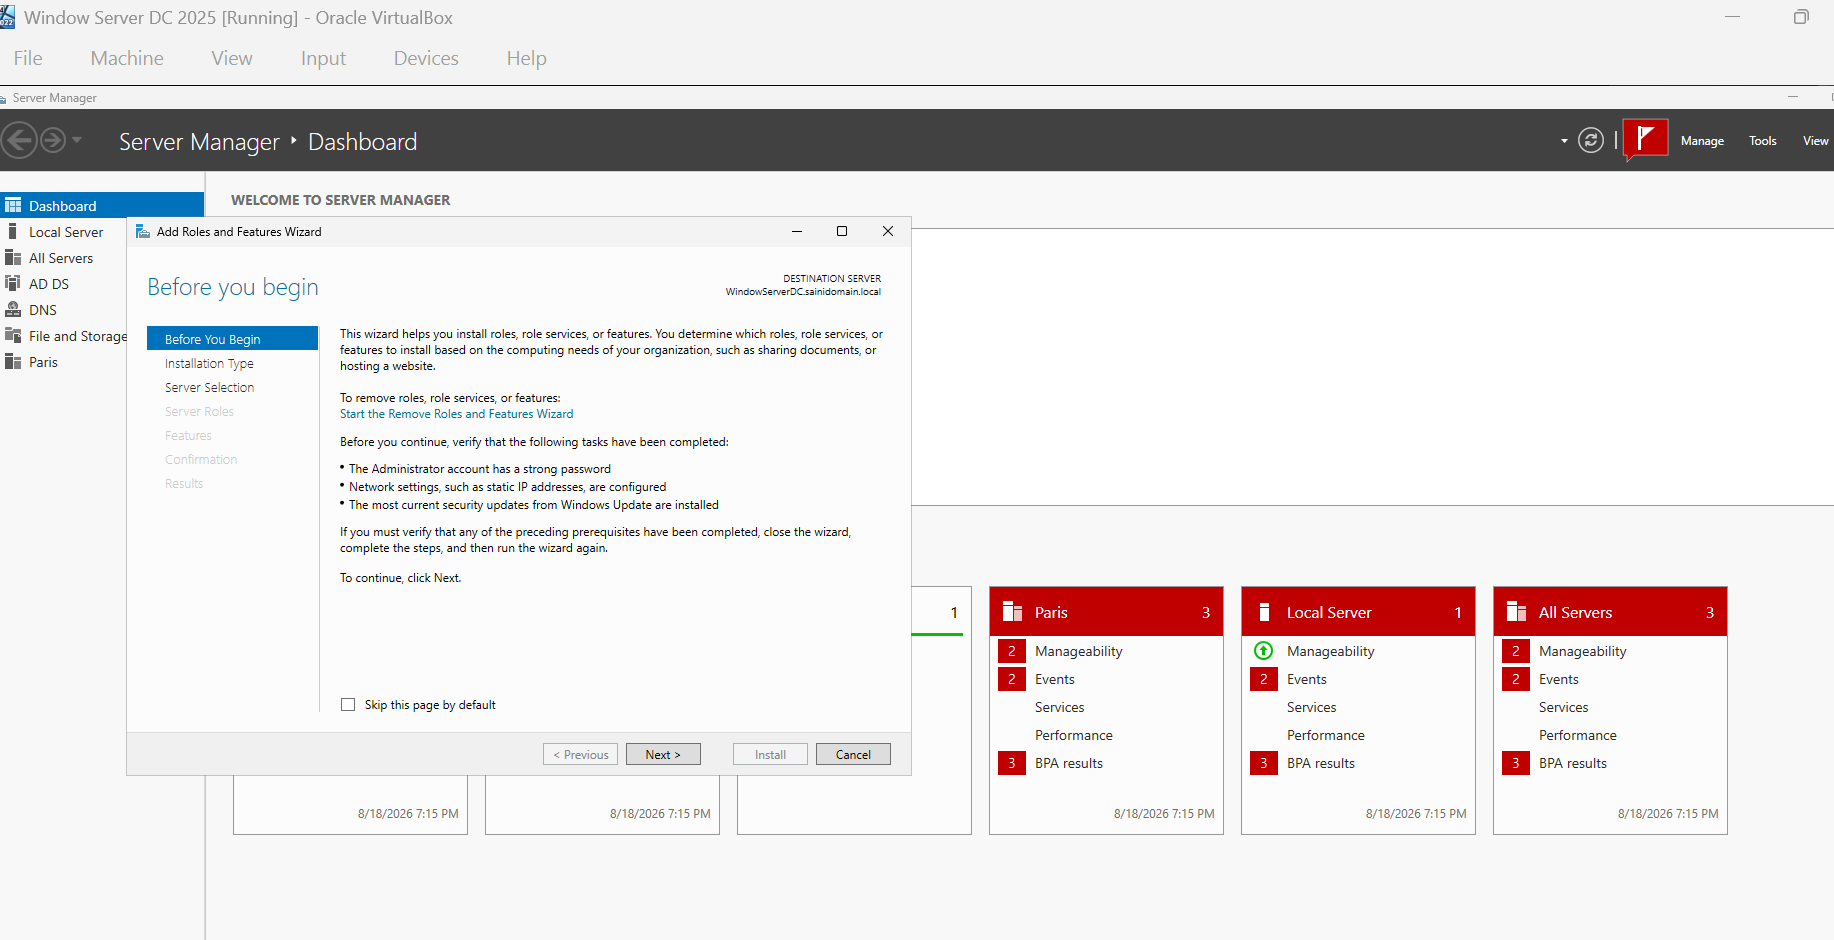 Window Server DC 2025 [Running] - Oracle VirtualBox
File Machine View Input Devices Help
Server Manager
Server Manager Dashboard
Manage Tools View
Dashboard
Local Server
All Servers
AD DS
DNS
File and Storage
Paris
WELCOME TO SERVER MANAGER
Add Roles and Features Wizard
Before you begin
DESTINATION SERVER
WindowServerDC.sainidomain.local
Before You Begin
Installation Type
Server Selection
Server Roles
Features
Confirmation
Results
This wizard helps you install roles, role services, or features. You determine which roles, role services, or
features to install based on the computing needs of your organization, such as sharing documents, or
hosting a website.
To remove roles, role services, or features:
Start the Remove Roles and Features Wizard
Before you continue, verify that the following tasks have been completed:
• The Administrator account has a strong password
• Network settings, such as static IP addresses, are configured
• The most current security updates from Windows Update are installed
If you must verify that any of the preceding prerequisites have been completed, close the wizard,
complete the steps, and then run the wizard again.
To continue, click Next.
Skip this page by default
< Previous Next > Install Cancel
1
Paris 3
2 Manageability
2 Events
Services
Performance
3 BPA results
8/18/2026 7:15 PM
Local Server 1
Manageability
2 Events
Services
Performance
3 BPA results
8/18/2026 7:15 PM
All Servers 3
2 Manageability
2 Events
Services
Performance
3 BPA results
8/18/2026 7:15 PM
8/18/2026 7:15 PM
8/18/2026 7:15 PM